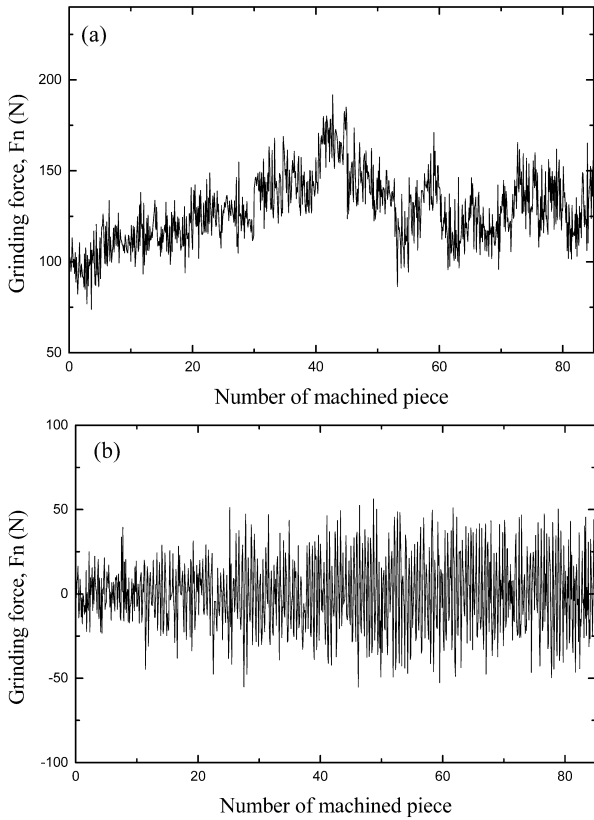 (a)
200
150
100
50
Grinding force, Fn (N)
0 20 40 60 80
Number of machined piece
(b)
100
50
0
-50
-100
Grinding force, Fn (N)
0 20 40 60 80
Number of machined piece